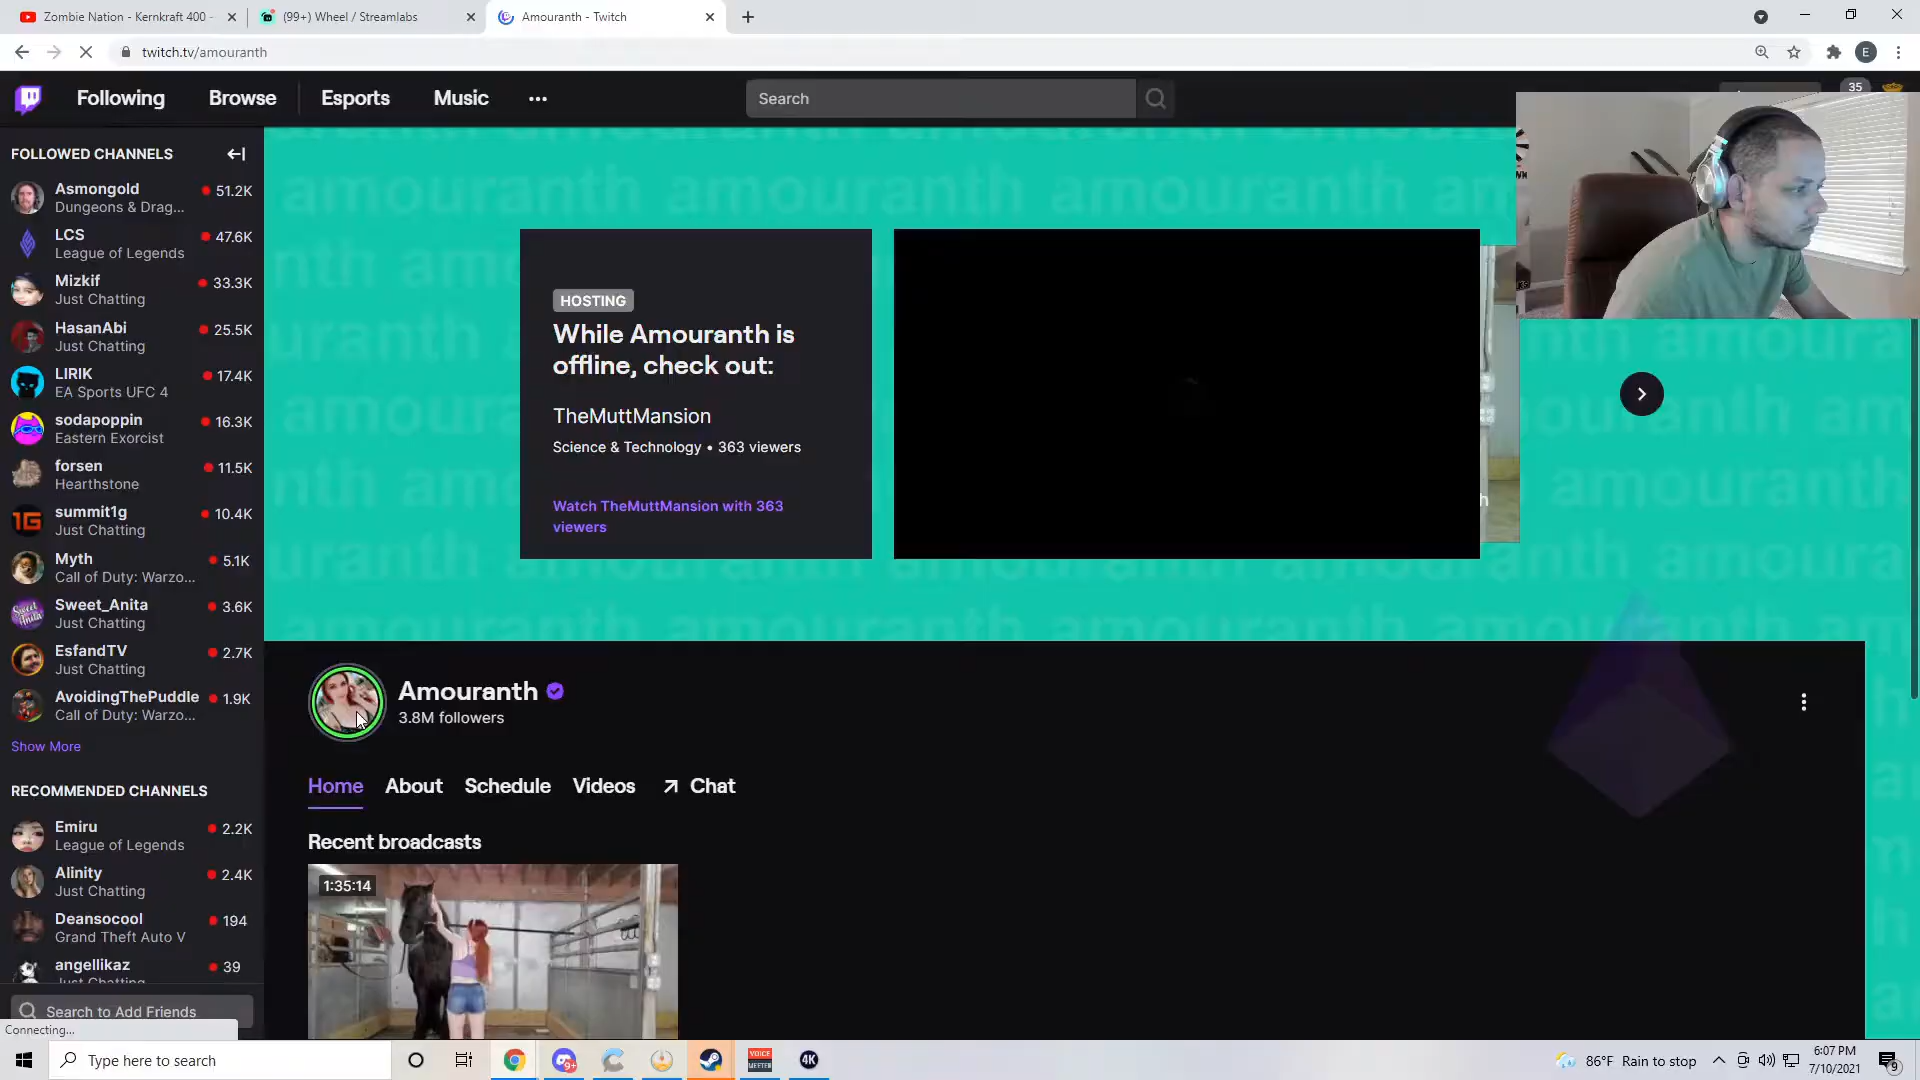 Zombie Nation - Kernkraft 400 -
(99+) Wheel / Streamlabs
Amouranth - Twitch
twitch.tv/amouranth
E
Following
Browse
Esports
Music
Search
35
FOLLOWED CHANNELS
Asmongold
51.2K
Dungeons & Drag...
LCS
47.6K
League of Legends
Mizkif
33.3K
Just Chatting
HasanAbi
25.5K
Just Chatting
LIRIK
17.4K
EA Sports UFC 4
sodapoppin
16.3K
Eastern Exorcist
forsen
11.5K
Hearthstone
summit1g
10.4K
Just Chatting
Myth
5.1K
Call of Duty: Warzo...
Sweet_Anita
3.6K
Just Chatting
EsfandTV
2.7K
Just Chatting
AvoidingThePuddle
1.9K
Call of Duty: Warzo...
Show More
RECOMMENDED CHANNELS
Emiru
2.2K
League of Legends
Alinity
2.4K
Just Chatting
Deansocool
194
Grand Theft Auto V
angellikaz
39
Just Chatting
Search to Add Friends
Connecting...
HOSTING
While Amouranth is
offline, check out:
TheMuttMansion
Science & Technology • 363 viewers
Watch TheMuttMansion with 363
viewers
Amouranth
3.8M followers
Home
About
Schedule
Videos
Chat
Recent broadcasts
1:35:14
Type here to search
9+
VOICE
MEETER
4K
86°F Rain to stop
6:07 PM
7/10/2021
9